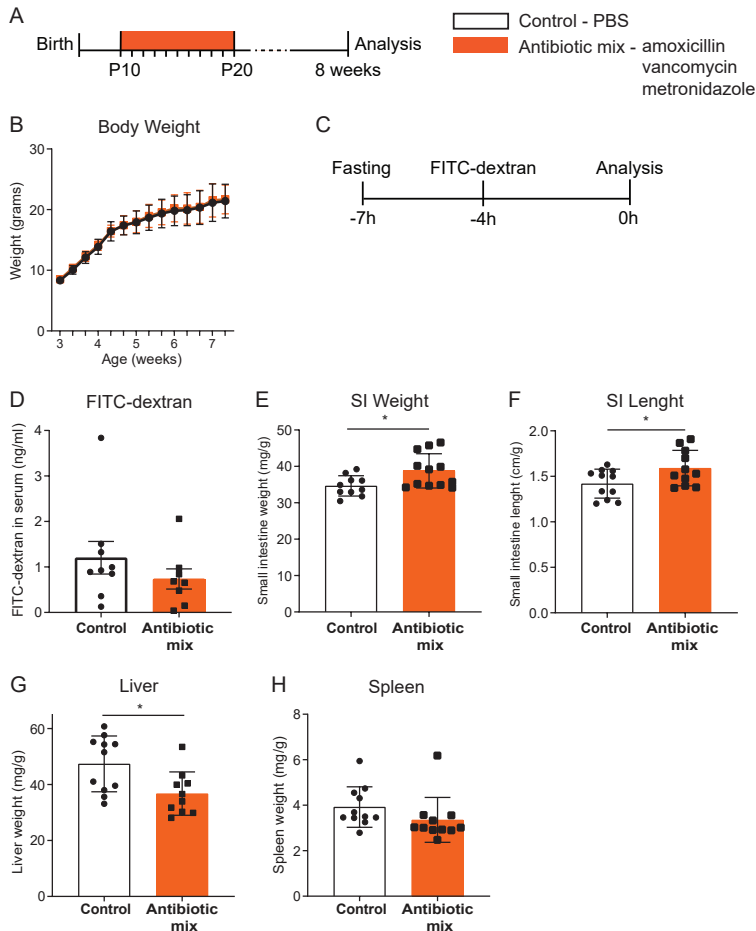 A
Birth
P10
P20
8 weeks
Analysis
Control - PBS
Antibiotic mix - amoxicillin
vancomycin
metronidazole
B
Body Weight
Weight (grams)
30
20
10
0
3
4
5
6
7
Age (weeks)
C
Fasting
FITC-dextran
Analysis
-7h
-4h
0h
D
FITC-dextran
FITC-dextran in serum (ng/ml)
4
3
2
1
0
Control
Antibiotic
mix
E
SI Weight
*
Small intestine weight (mg/g)
50
40
30
20
10
0
Control
Antibiotic
mix
F
SI Lenght
*
Small intestine lenght (cm/g)
2.0
1.5
1.0
0.5
0.0
Control
Antibiotic
mix
G
Liver
*
Liver weight (mg/g)
60
40
20
0
Control
Antibiotic
mix
H
Spleen
Spleen weight (mg/g)
8
6
4
2
0
Control
Antibiotic
mix